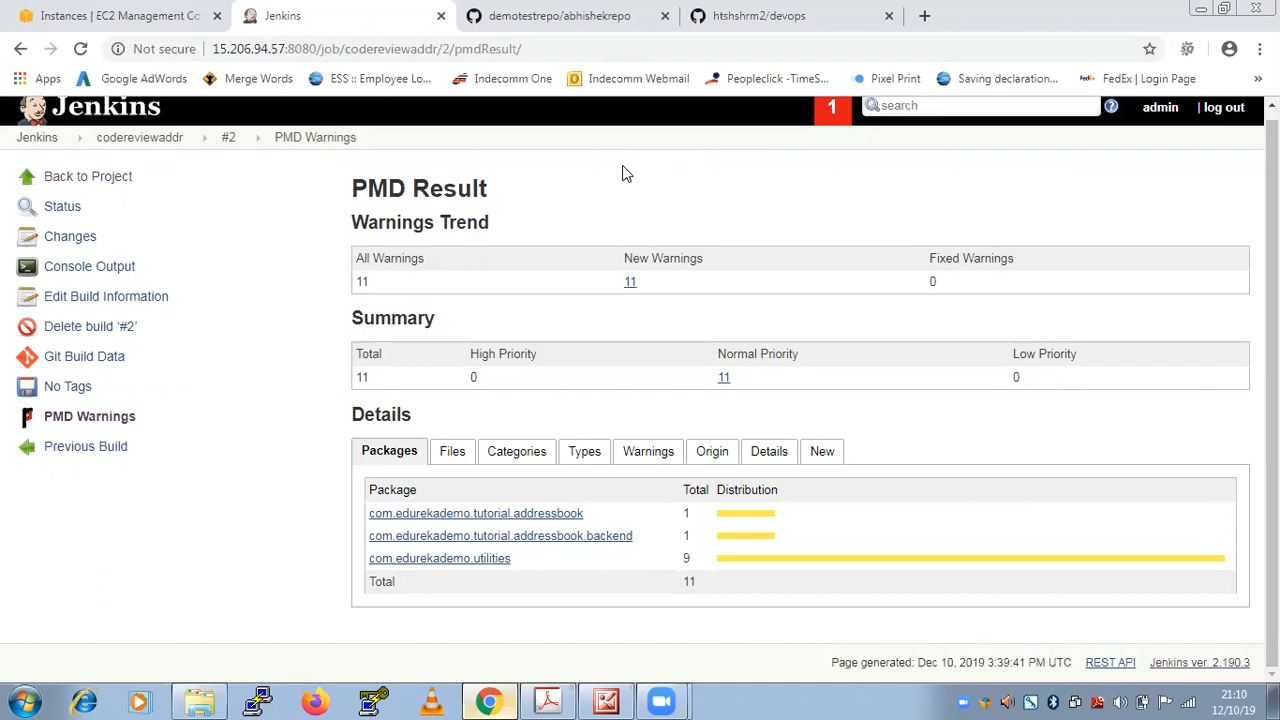 Instances | EC2 Management Co
Jenkins
demotestrepo/abhishekrepo
htshshrm2/devops
Not secure
15.206.94.57:8080/job/codereviewaddr/2/pmdResult/
Apps
Google AdWords
Merge Words
ESS :: Employee Lo...
Indecomm One
Indecomm Webmail
Peopleclick -TimeS...
Pixel Print
Saving declaration...
FedEx | Login Page
»
Jenkins
1
search
admin
| log out
Jenkins
codereviewaddr
#2
PMD Warnings
Back to Project
Status
Changes
Console Output
Edit Build Information
Delete build '#2'
Git Build Data
No Tags
PMD Warnings
Previous Build
PMD Result
Warnings Trend
All Warnings New Warnings Fixed Warnings
11 11 0
Summary
Total High Priority Normal Priority Low Priority
11 0 11 0
Details
Packages Files Categories Types Warnings Origin Details New
Package Total Distribution
com.edurekademo.tutorial.addressbook 1
com.edurekademo.tutorial.addressbook.backend 1
com.edurekademo.utilities 9
Total 11
Page generated: Dec 10, 2019 3:39:41 PM UTC REST API Jenkins ver. 2.190.3
21:10
12/10/19